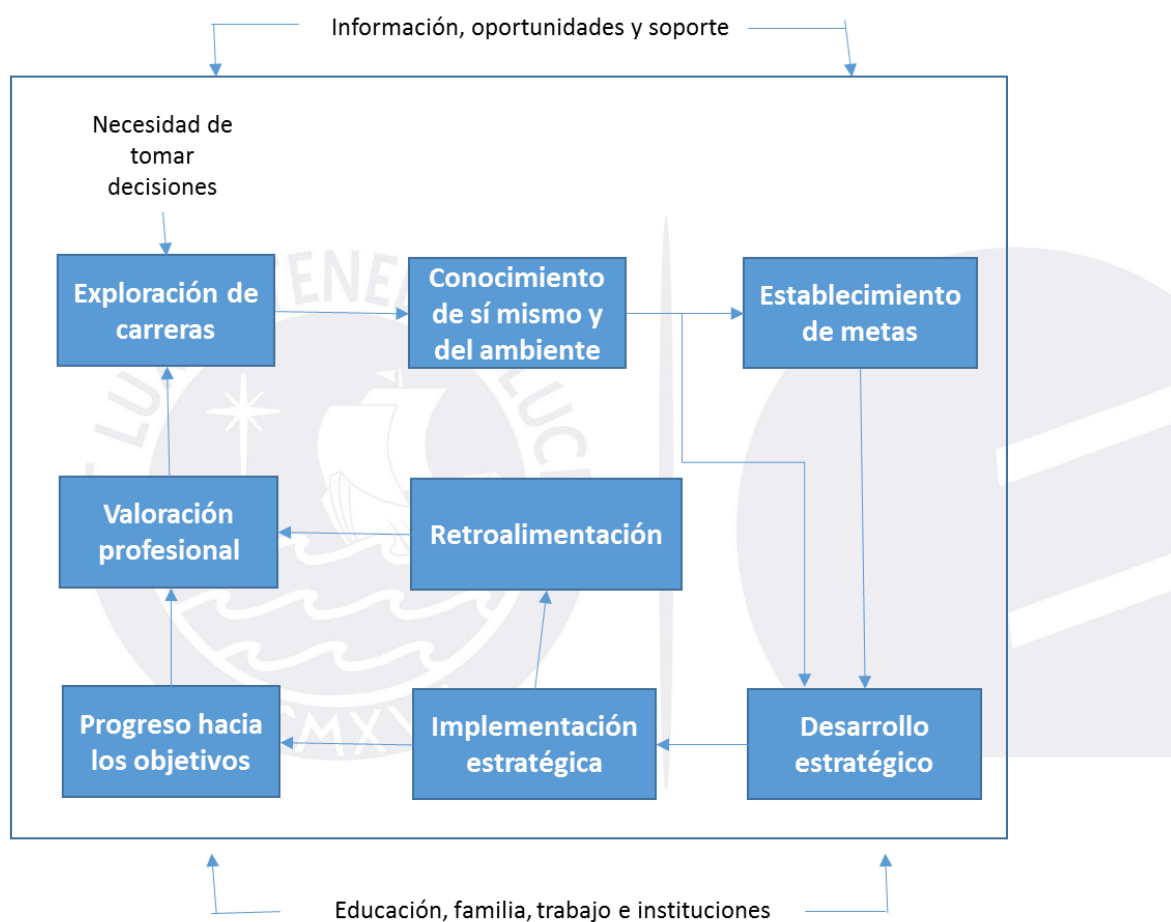 Información, oportunidades y soporte
Necesidad de
tomar
decisiones
Exploración de
carreras
Conocimiento
de sí mismo y
del ambiente
Establecimiento
de metas
Valoración
profesional
Retroalimentación
Progreso hacia
los objetivos
Implementación
estratégica
Desarrollo
estratégico
Educación, familia, trabajo e instituciones